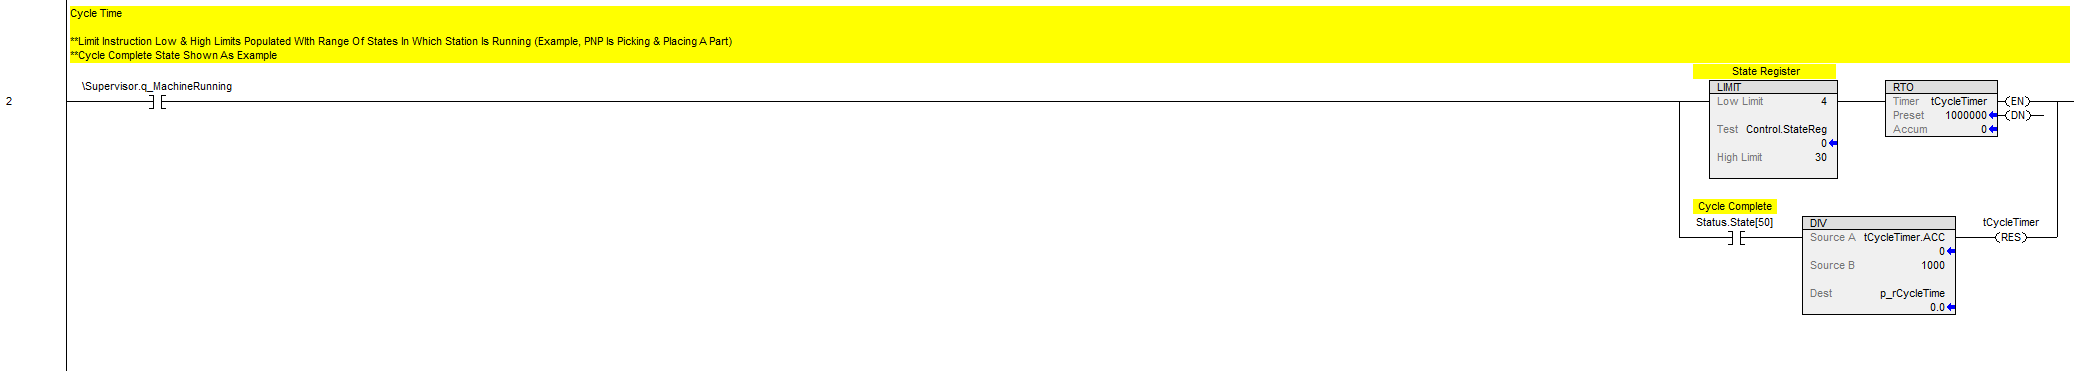 Cycle Time
**Limit Instruction Low & High Limits Populated WIth Range Of States In Which Station Is Running (Example, PNP Is Picking & Placing A Part)
**Cycle Complete State Shown As Example
State Register
\Supervisor.q_MachineRunning
2
LIMIT
Low Limit 4
Test Control.StateReg
0
High Limit 30
RTO
Timer tCycleTimer
Preset 1000000
Accum 0
EN
DN
Cycle Complete
Status.State[50]
DIV
Source A tCycleTimer.ACC
0
Source B 1000
Dest p_rCycleTime
0.0
tCycleTimer
RES